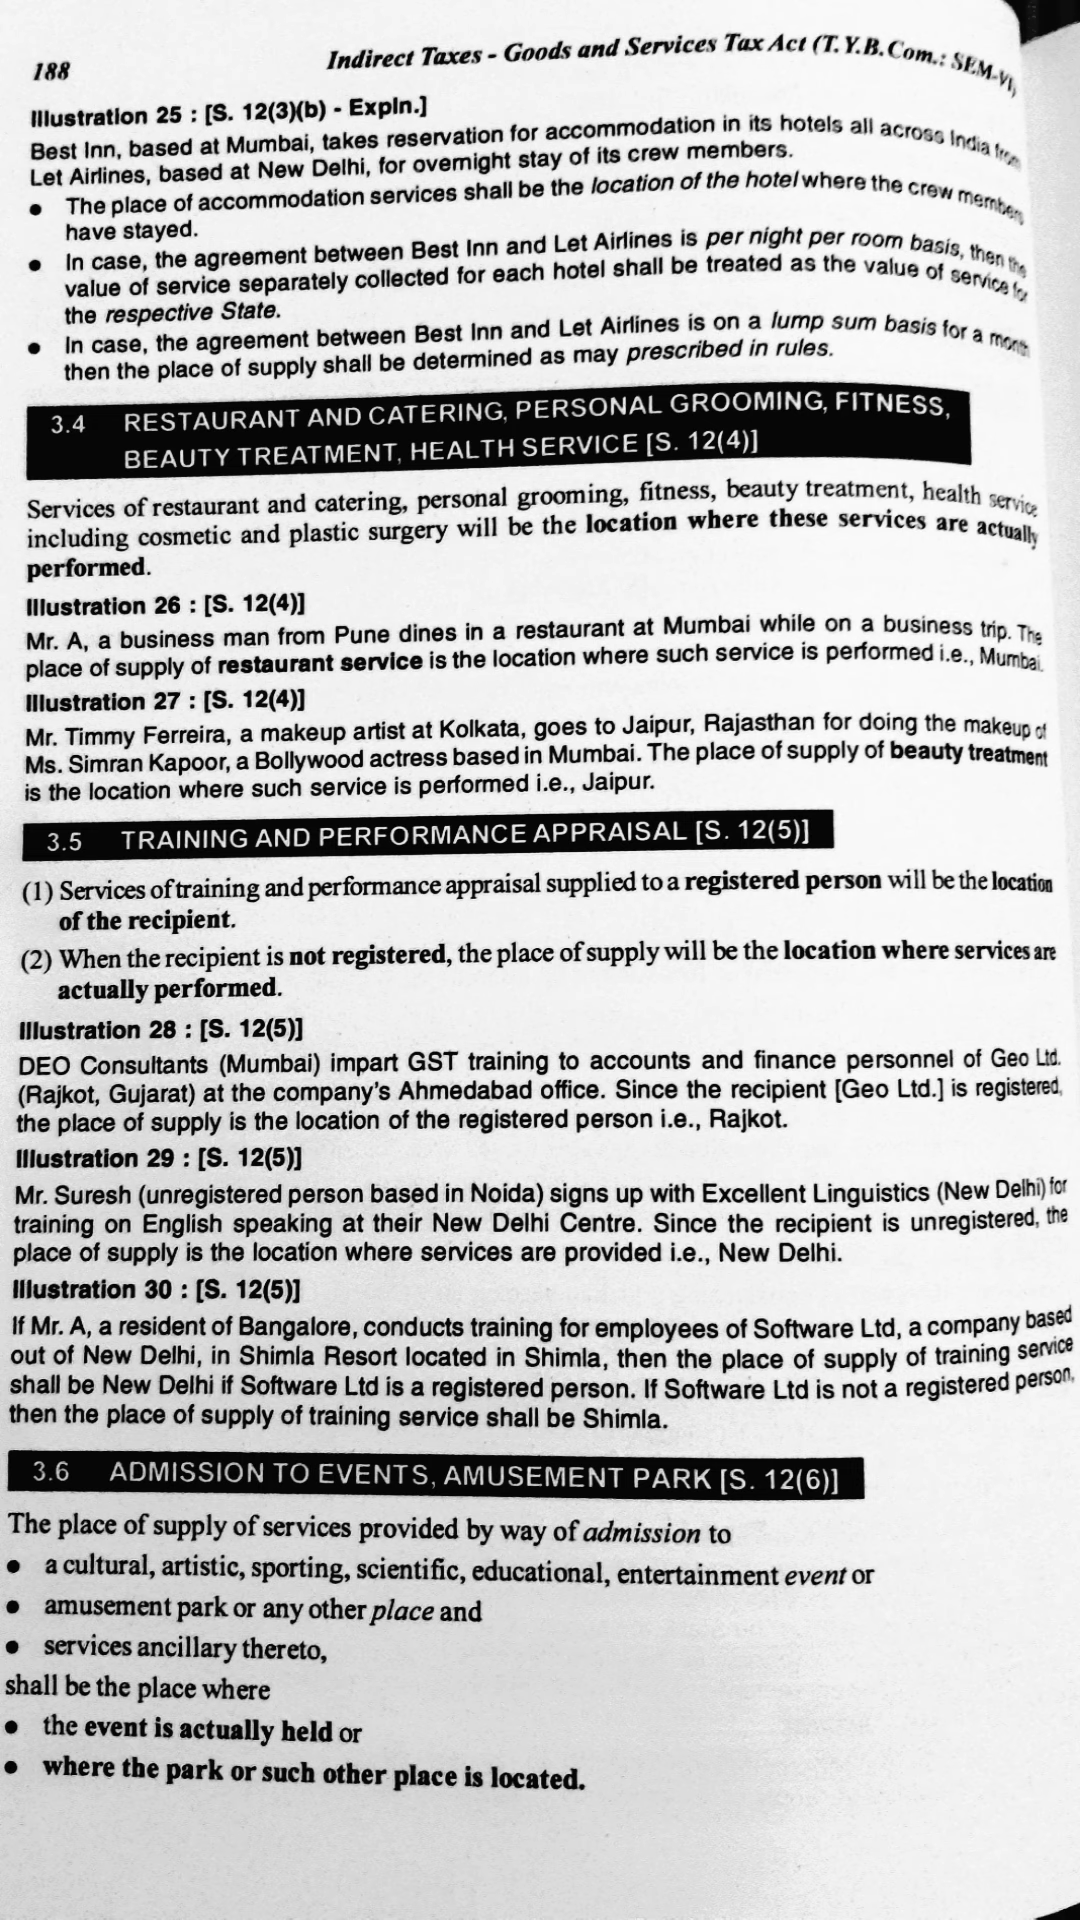 188
Indirect Taxes - Goods and Services Tax Act (T.Y.B.Com.: SEM-VI)
Illustration 25 : [S. 12(3)(b) - Expln.]
Best Inn, based at Mumbai, takes reservation for accommodation in its hotels all across India from
Let Airlines, based at New Delhi, for overnight stay of its crew members.
• The place of accommodation services shall be the location of the hotel where the crew members
have stayed.
• In case, the agreement between Best Inn and Let Airlines is per night per room basis, then the
value of service separately collected for each hotel shall be treated as the value of service for
the respective State.
• In case, the agreement between Best Inn and Let Airlines is on a lump sum basis for a month
then the place of supply shall be determined as may prescribed in rules.
3.4 RESTAURANT AND CATERING, PERSONAL GROOMING, FITNESS,
BEAUTY TREATMENT, HEALTH SERVICE [S. 12(4)]
Services of restaurant and catering, personal grooming, fitness, beauty treatment, health service
including cosmetic and plastic surgery will be the location where these services are actually
performed.
Illustration 26 : [S. 12(4)]
Mr. A, a business man from Pune dines in a restaurant at Mumbai while on a business trip. The
place of supply of restaurant service is the location where such service is performed i.e., Mumbai.
Illustration 27 : [S. 12(4)]
Mr. Timmy Ferreira, a makeup artist at Kolkata, goes to Jaipur, Rajasthan for doing the makeup of
Ms. Simran Kapoor, a Bollywood actress based in Mumbai. The place of supply of beauty treatment
is the location where such service is performed i.e., Jaipur.
3.5 TRAINING AND PERFORMANCE APPRAISAL [S. 12(5)]
(1) Services of training and performance appraisal supplied to a registered person will be the location
of the recipient.
(2) When the recipient is not registered, the place of supply will be the location where services are
actually performed.
Illustration 28 : [S. 12(5)]
DEO Consultants (Mumbai) impart GST training to accounts and finance personnel of Geo Ltd.
(Rajkot, Gujarat) at the company's Ahmedabad office. Since the recipient [Geo Ltd.] is registered,
the place of supply is the location of the registered person i.e., Rajkot.
Illustration 29 : [S. 12(5)]
Mr. Suresh (unregistered person based in Noida) signs up with Excellent Linguistics (New Delhi) for
training on English speaking at their New Delhi Centre. Since the recipient is unregistered, the
place of supply is the location where services are provided i.e., New Delhi.
Illustration 30 : [S. 12(5)]
If Mr. A, a resident of Bangalore, conducts training for employees of Software Ltd, a company based
out of New Delhi, in Shimla Resort located in Shimla, then the place of supply of training service
shall be New Delhi if Software Ltd is a registered person. If Software Ltd is not a registered person,
then the place of supply of training service shall be Shimla.
3.6 ADMISSION TO EVENTS, AMUSEMENT PARK [S. 12(6)]
The place of supply of services provided by way of admission to
• a cultural, artistic, sporting, scientific, educational, entertainment event or
• amusement park or any other place and
• services ancillary thereto,
shall be the place where
• the event is actually held or
• where the park or such other place is located.